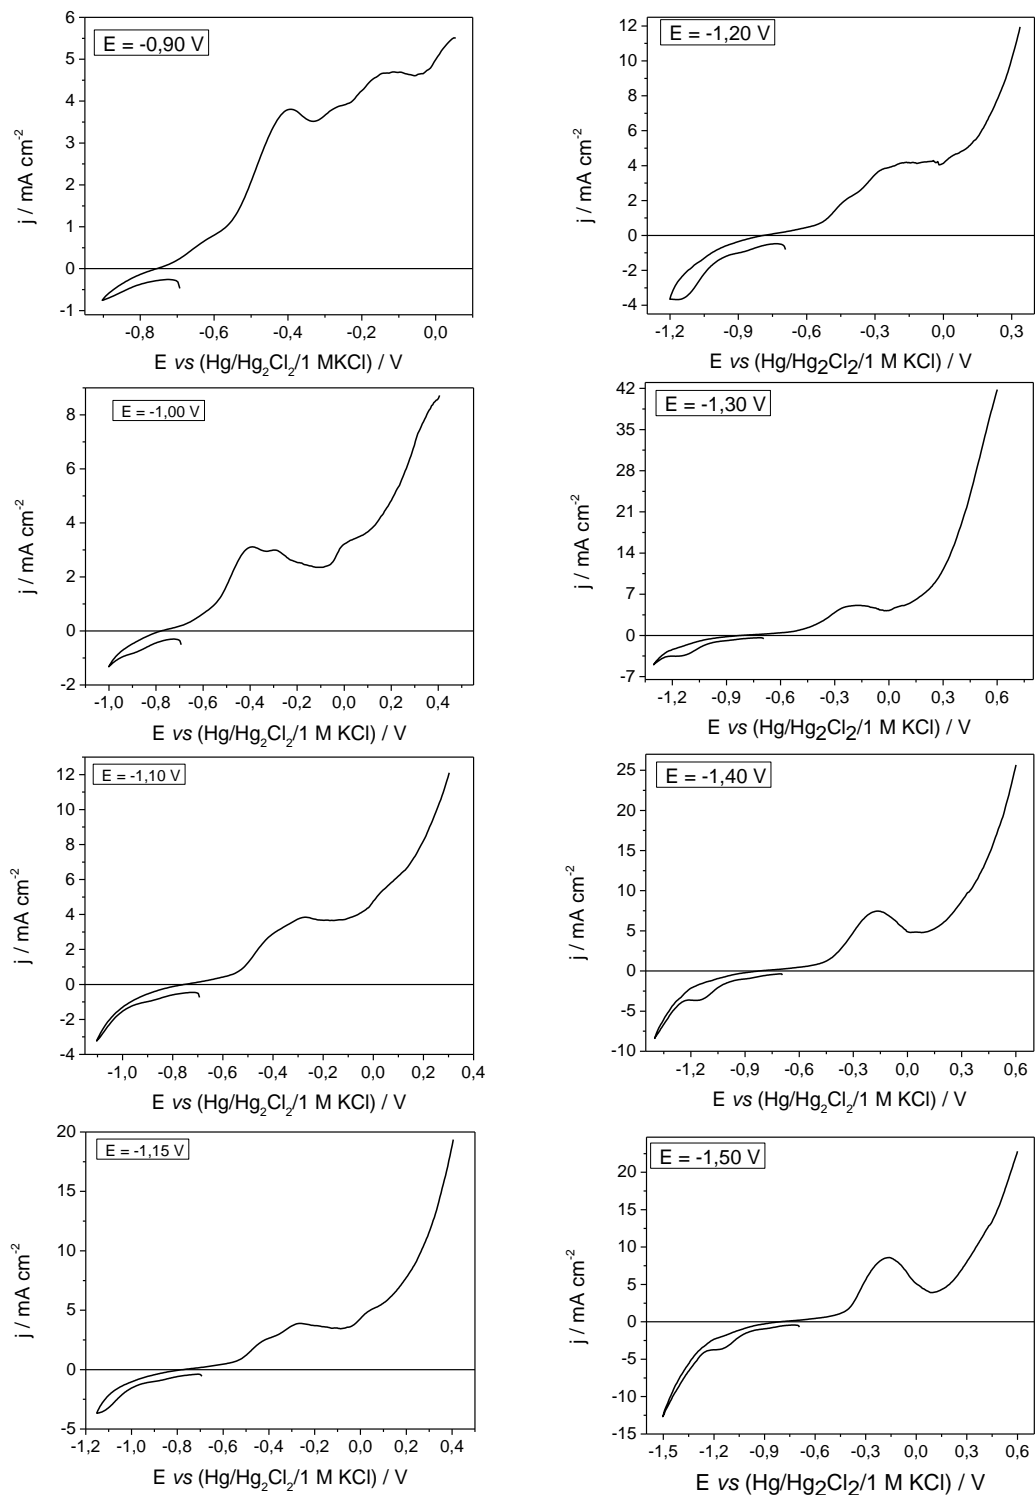 E = -0,90 V
6
5
4
3
2
1
0
-1
j / mA cm-2
-0,8 -0,6 -0,4 -0,2 0,0
E vs (Hg/Hg2Cl2/1 MKCl) / V
E = -1,20 V
12
10
8
6
4
2
0
-2
-4
j / mA cm-2
-1,2 -0,9 -0,6 -0,3 0,0 0,3
E vs (Hg/Hg2Cl2/1 M KCl) / V
E = -1,00 V
8
6
4
2
0
-2
j / mA cm-2
-1,0 -0,8 -0,6 -0,4 -0,2 0,0 0,2 0,4
E vs (Hg/Hg2Cl2/1 M KCl) / V
E = -1,30 V
42
35
28
21
14
7
0
-7
j / mA cm-2
-1,2 -0,9 -0,6 -0,3 0,0 0,3 0,6
E vs (Hg/Hg2Cl2/1 M KCl) / V
E = -1,10 V
12
10
8
6
4
2
0
-2
-4
j / mA cm-2
-1,0 -0,8 -0,6 -0,4 -0,2 0,0 0,2 0,4
E vs (Hg/Hg2Cl2/1 M KCl) / V
E = -1,40 V
25
20
15
10
5
0
-5
-10
j / mA cm-2
-1,2 -0,9 -0,6 -0,3 0,0 0,3 0,6
E vs (Hg/Hg2Cl2/1 M KCl) / V
E = -1,15 V
20
15
10
5
0
-5
j / mA cm-2
-1,2 -1,0 -0,8 -0,6 -0,4 -0,2 0,0 0,2 0,4
E vs (Hg/Hg2Cl2/1 M KCl) / V
E = -1,50 V
20
15
10
5
0
-5
-10
-15
j / mA cm-2
-1,5 -1,2 -0,9 -0,6 -0,3 0,0 0,3 0,6
E vs (Hg/Hg2Cl2/1 M KCl) / V